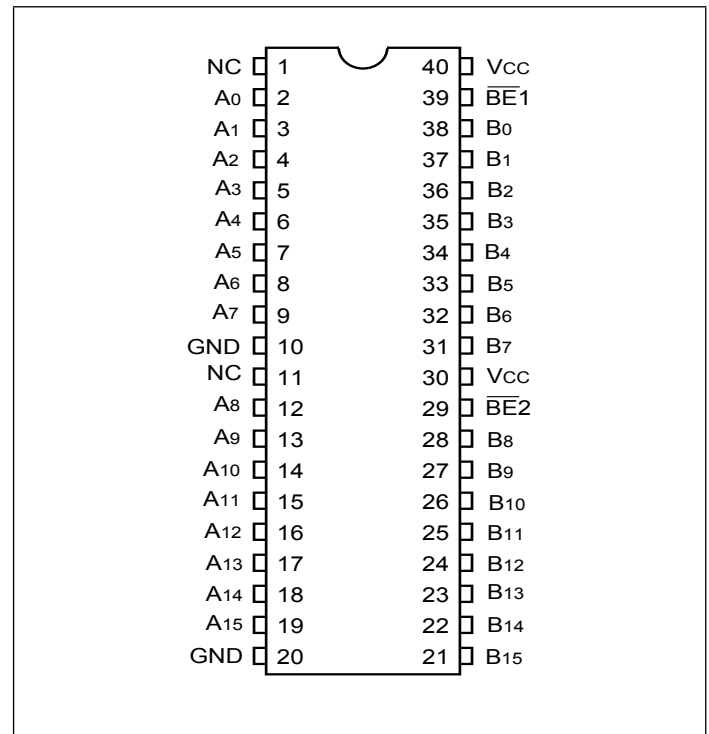 NC 1 40 Vcc
A0 2 39 B̅E̅1
A1 3 38 B0
A2 4 37 B1
A3 5 36 B2
A4 6 35 B3
A5 7 34 B4
A6 8 33 B5
A7 9 32 B6
GND 10 31 B7
NC 11 30 Vcc
A8 12 29 B̅E̅2
A9 13 28 B8
A10 14 27 B9
A11 15 26 B10
A12 16 25 B11
A13 17 24 B12
A14 18 23 B13
A15 19 22 B14
GND 20 21 B15